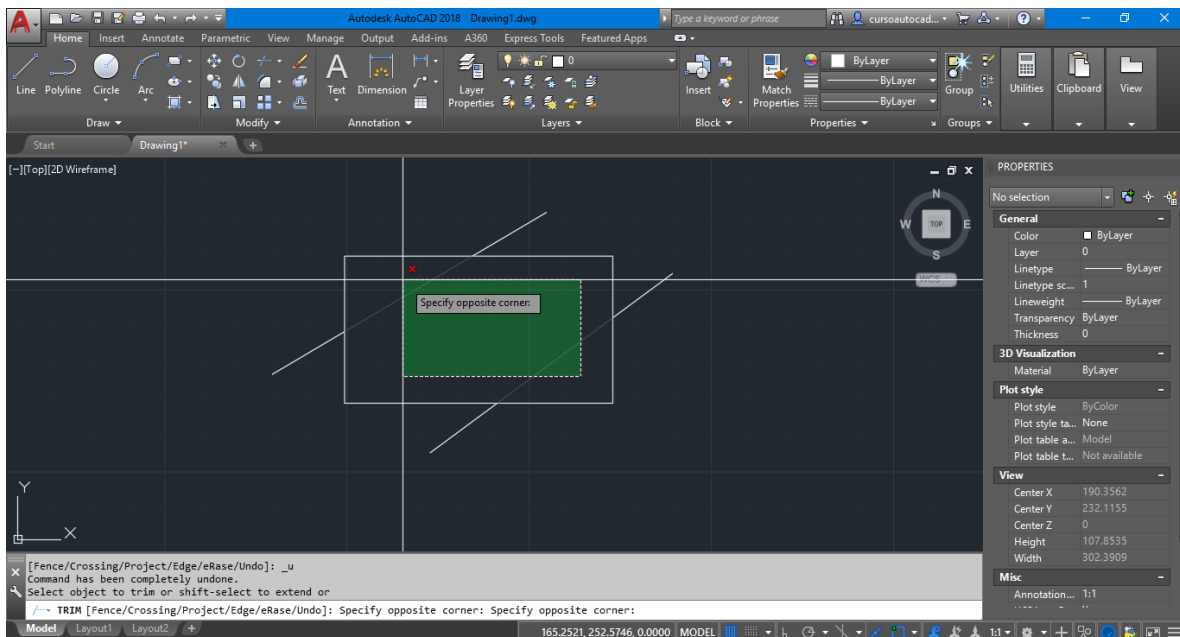 Autodesk AutoCAD 2018 Drawing1.dwg
Type a keyword or phrase
cursoautocad...
Home Insert Annotate Parametric View Manage Output Add-ins A360 Express Tools Featured Apps
0
ByLayer
ByLayer
ByLayer
Line Polyline Circle Arc
Text Dimension
Layer Properties
Insert
Match Properties
Group
Utilities Clipboard View
Draw Modify Annotation Layers Block Properties Groups
Start Drawing1* +
[−][Top][2D Wireframe]
N
W TOP E
S
WCS
Specify opposite corner:
Y
X
PROPERTIES
No selection
General
Color ByLayer
Layer 0
Linetype ByLayer
Linetype sc... 1
Lineweight ByLayer
Transparency ByLayer
Thickness 0
3D Visualization
Material ByLayer
Plot style
Plot style ByColor
Plot style ta... None
Plot table a... Model
Plot table t... Not available
View
Center X 190.3562
Center Y 232.1155
Center Z 0
Height 107.8535
Width 302.3909
Misc
Annotation... 1:1
[Fence/Crossing/Project/Edge/eRase/Undo]: _u
Command has been completely undone.
Select object to trim or shift-select to extend or
TRIM [Fence/Crossing/Project/Edge/eRase/Undo]: Specify opposite corner: Specify opposite corner:
Model Layout1 Layout2 +
165.2521, 252.5746, 0.0000 MODEL
1:1